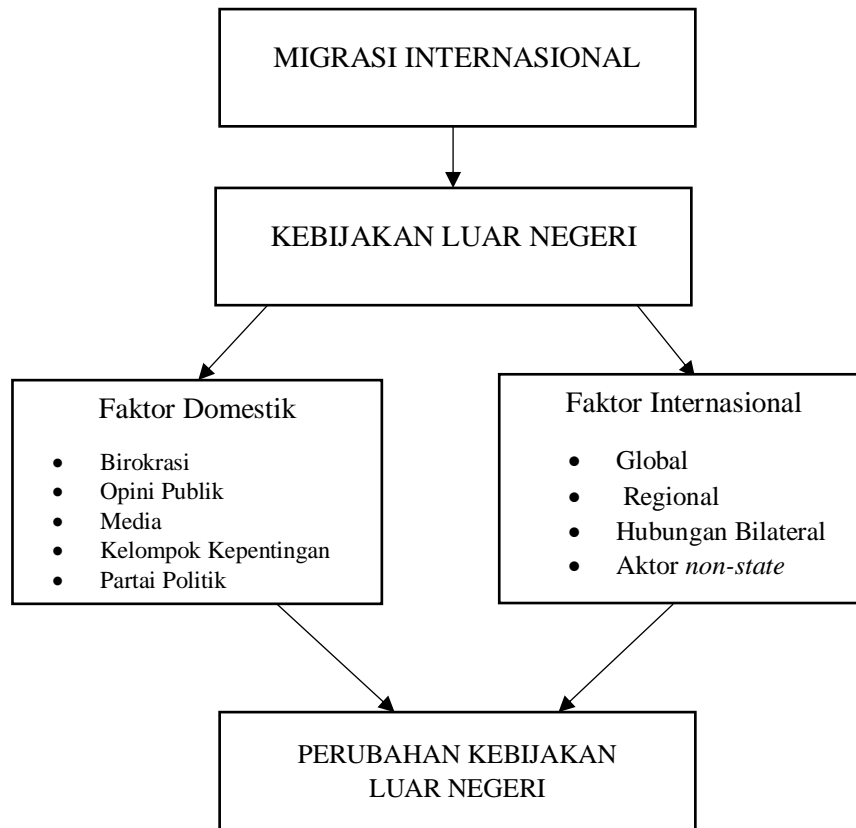 MIGRASI INTERNASIONAL
KEBIJAKAN LUAR NEGERI
Faktor Domestik
• Birokrasi
• Opini Publik
• Media
• Kelompok Kepentingan
• Partai Politik
Faktor Internasional
• Global
• Regional
• Hubungan Bilateral
• Aktor non-state
PERUBAHAN KEBIJAKAN
LUAR NEGERI